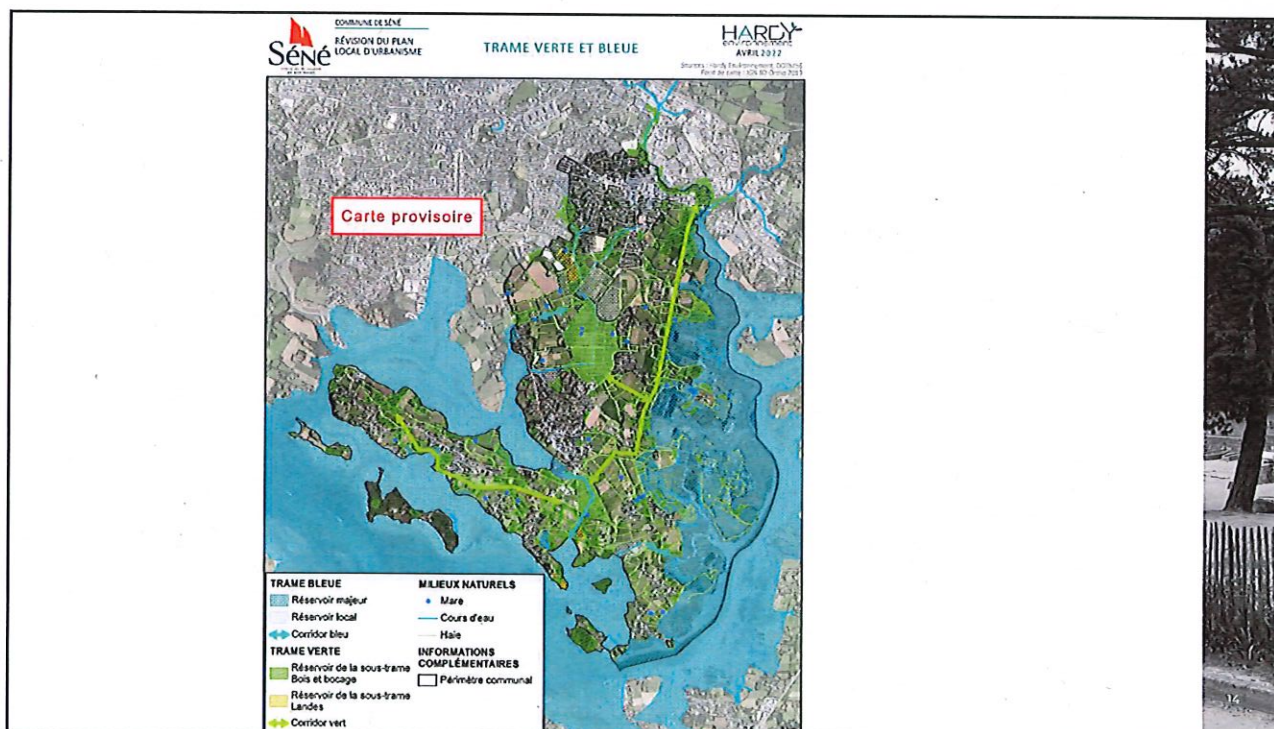 COMMUNE DE SÉNÉ
RÉVISION DU PLAN
LOCAL D'URBANISME
Séné
TRAME VERTE ET BLEUE
HARDY
environnement
AVRIL 2022
Carte provisoire
TRAME BLEUE
Réservoir majeur
Réservoir local
Corridor bleu
TRAME VERTE
Réservoir de la sous-trame
Bois et bocage
Réservoir de la sous-trame
Landes
Corridor vert
MILIEUX NATURELS
Mare
Cours d'eau
Haie
INFORMATIONS
COMPLÉMENTAIRES
Périmètre communal
14